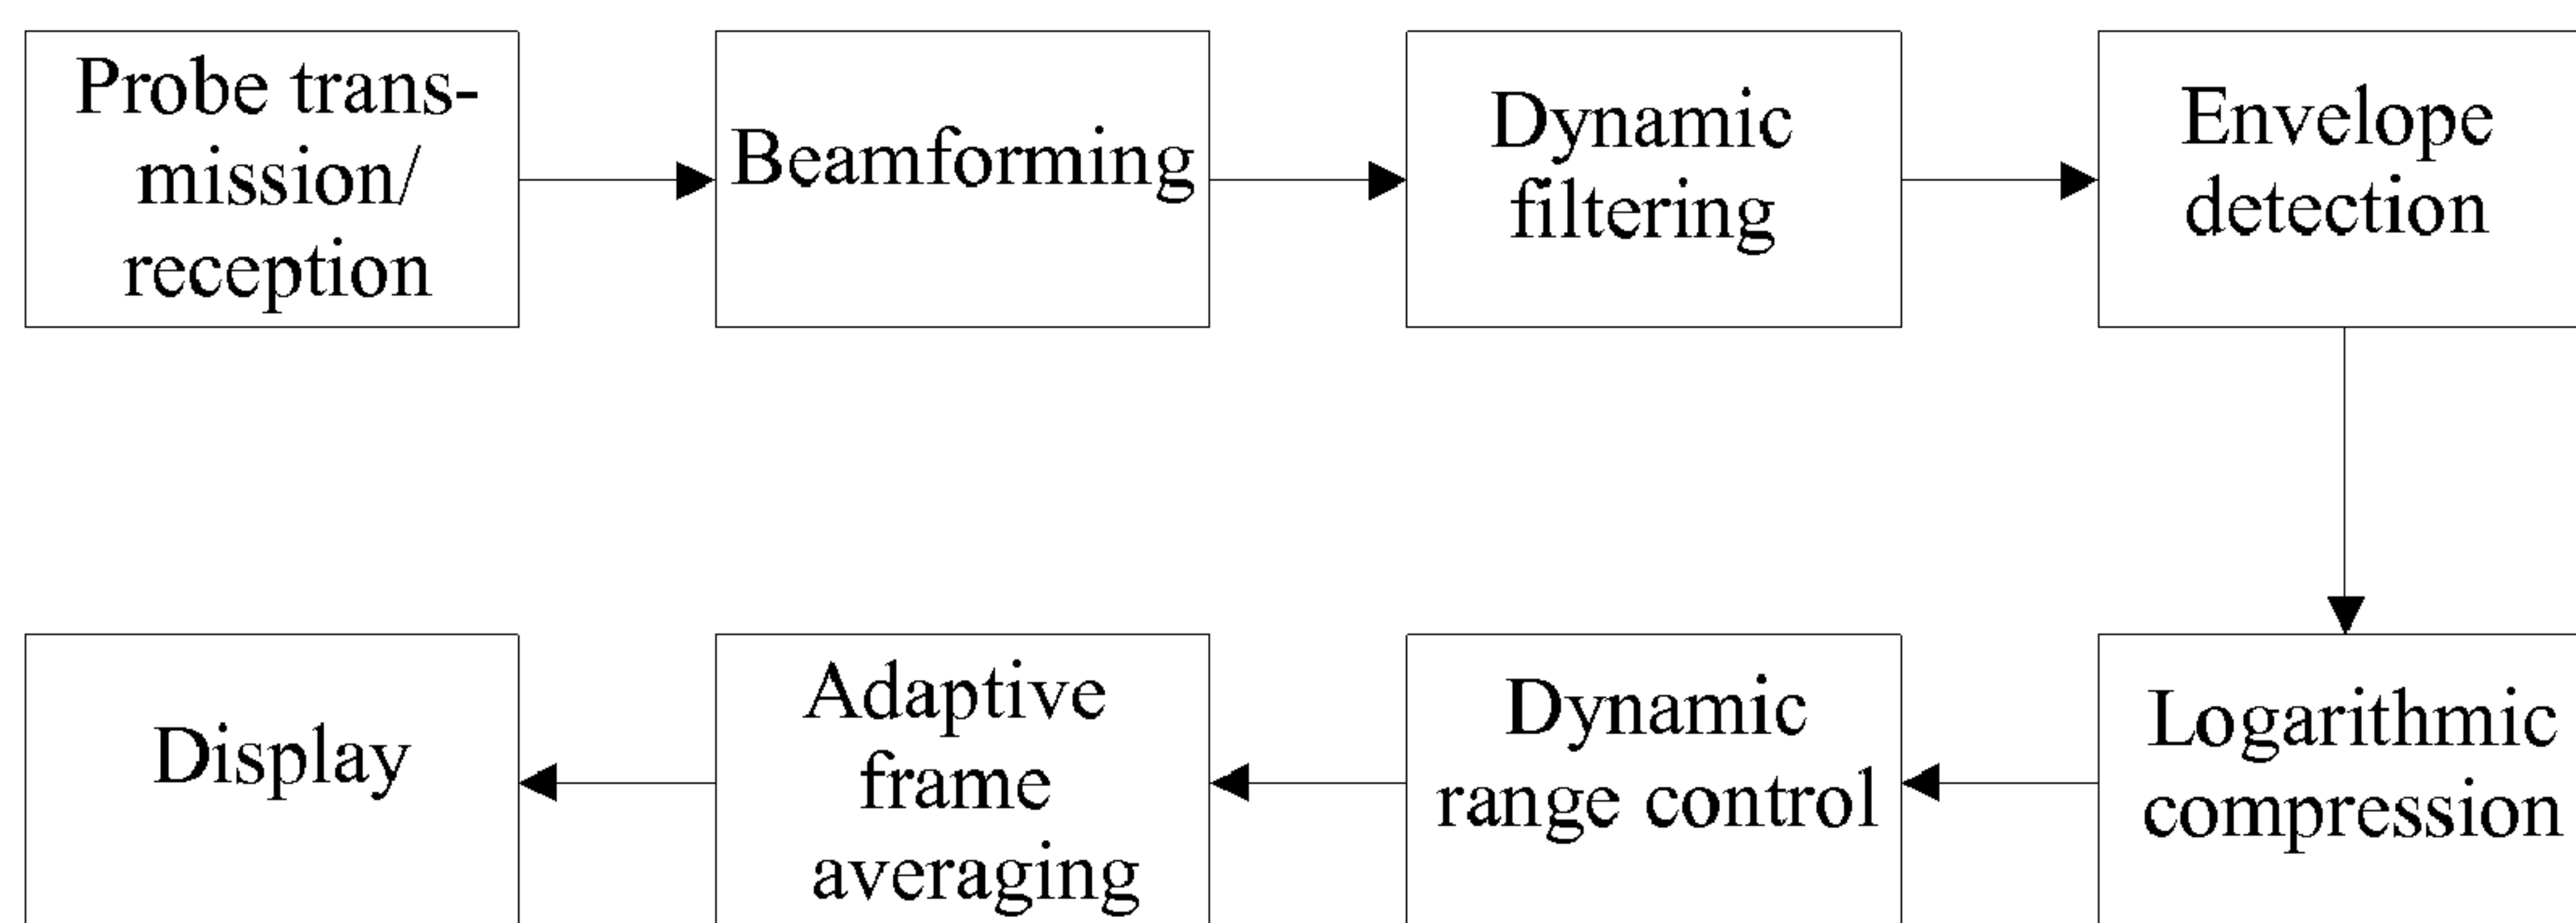 Probe trans-
mission/
reception
Beamforming
Dynamic
filtering
Envelope
detection
Display
Adaptive
frame
averaging
Dynamic
range control
Logarithmic
compression